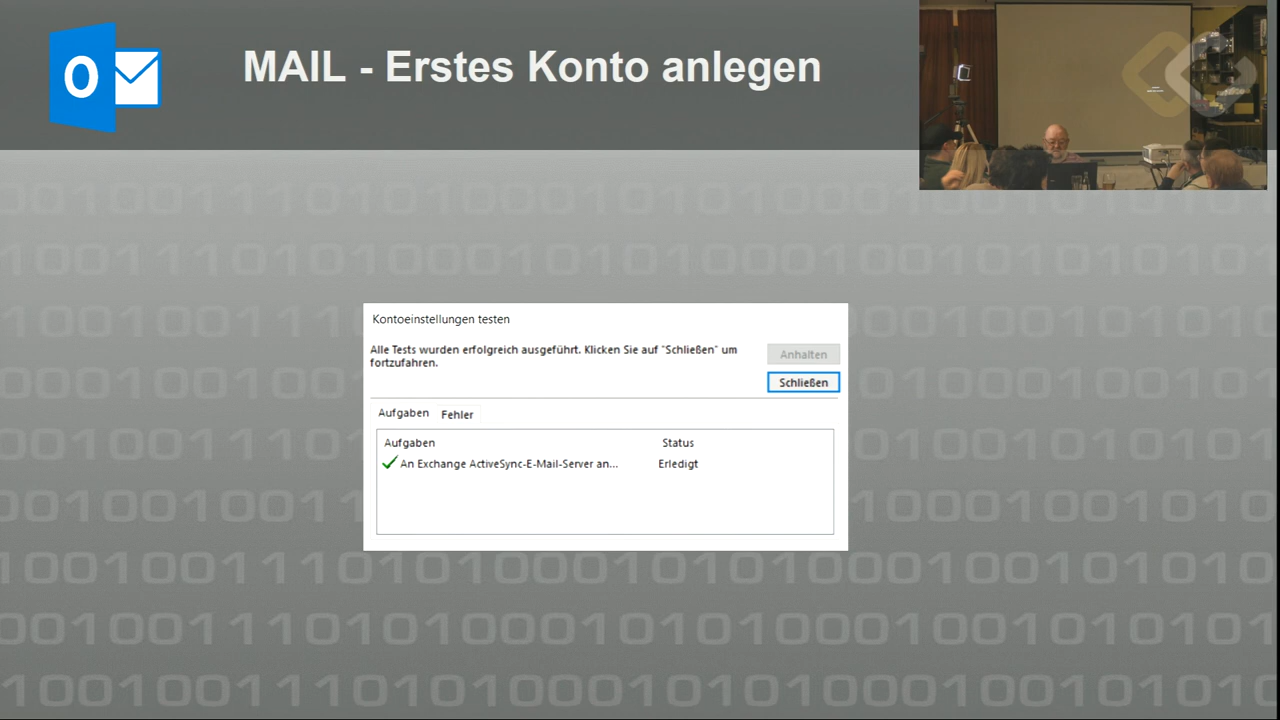 O
MAIL - Erstes Konto anlegen
Kontoeinstellungen testen
Alle Tests wurden erfolgreich ausgeführt. Klicken Sie auf "Schließen" um
fortzufahren.
Anhalten
Schließen
Aufgaben Fehler
Aufgaben Status
An Exchange ActiveSync-E-Mail-Server an... Erledigt